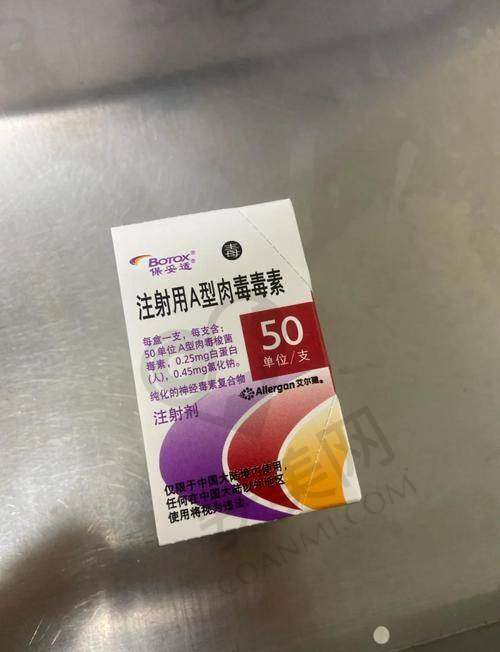 BOTOX®
保妥适®
毒
注射用A型肉毒毒素
每盒一支，每支含：
50单位A型肉毒梭菌
毒素，0.25mg白蛋白
(人)，0.45mg氯化钠。
纯化的神经毒素复合物
注射剂
50
单位/支
Allergan 艾尔建®
仅限于中国大陆境内使用，
任何在中国大陆以外地区
使用将视为违法。
COANMI.COM